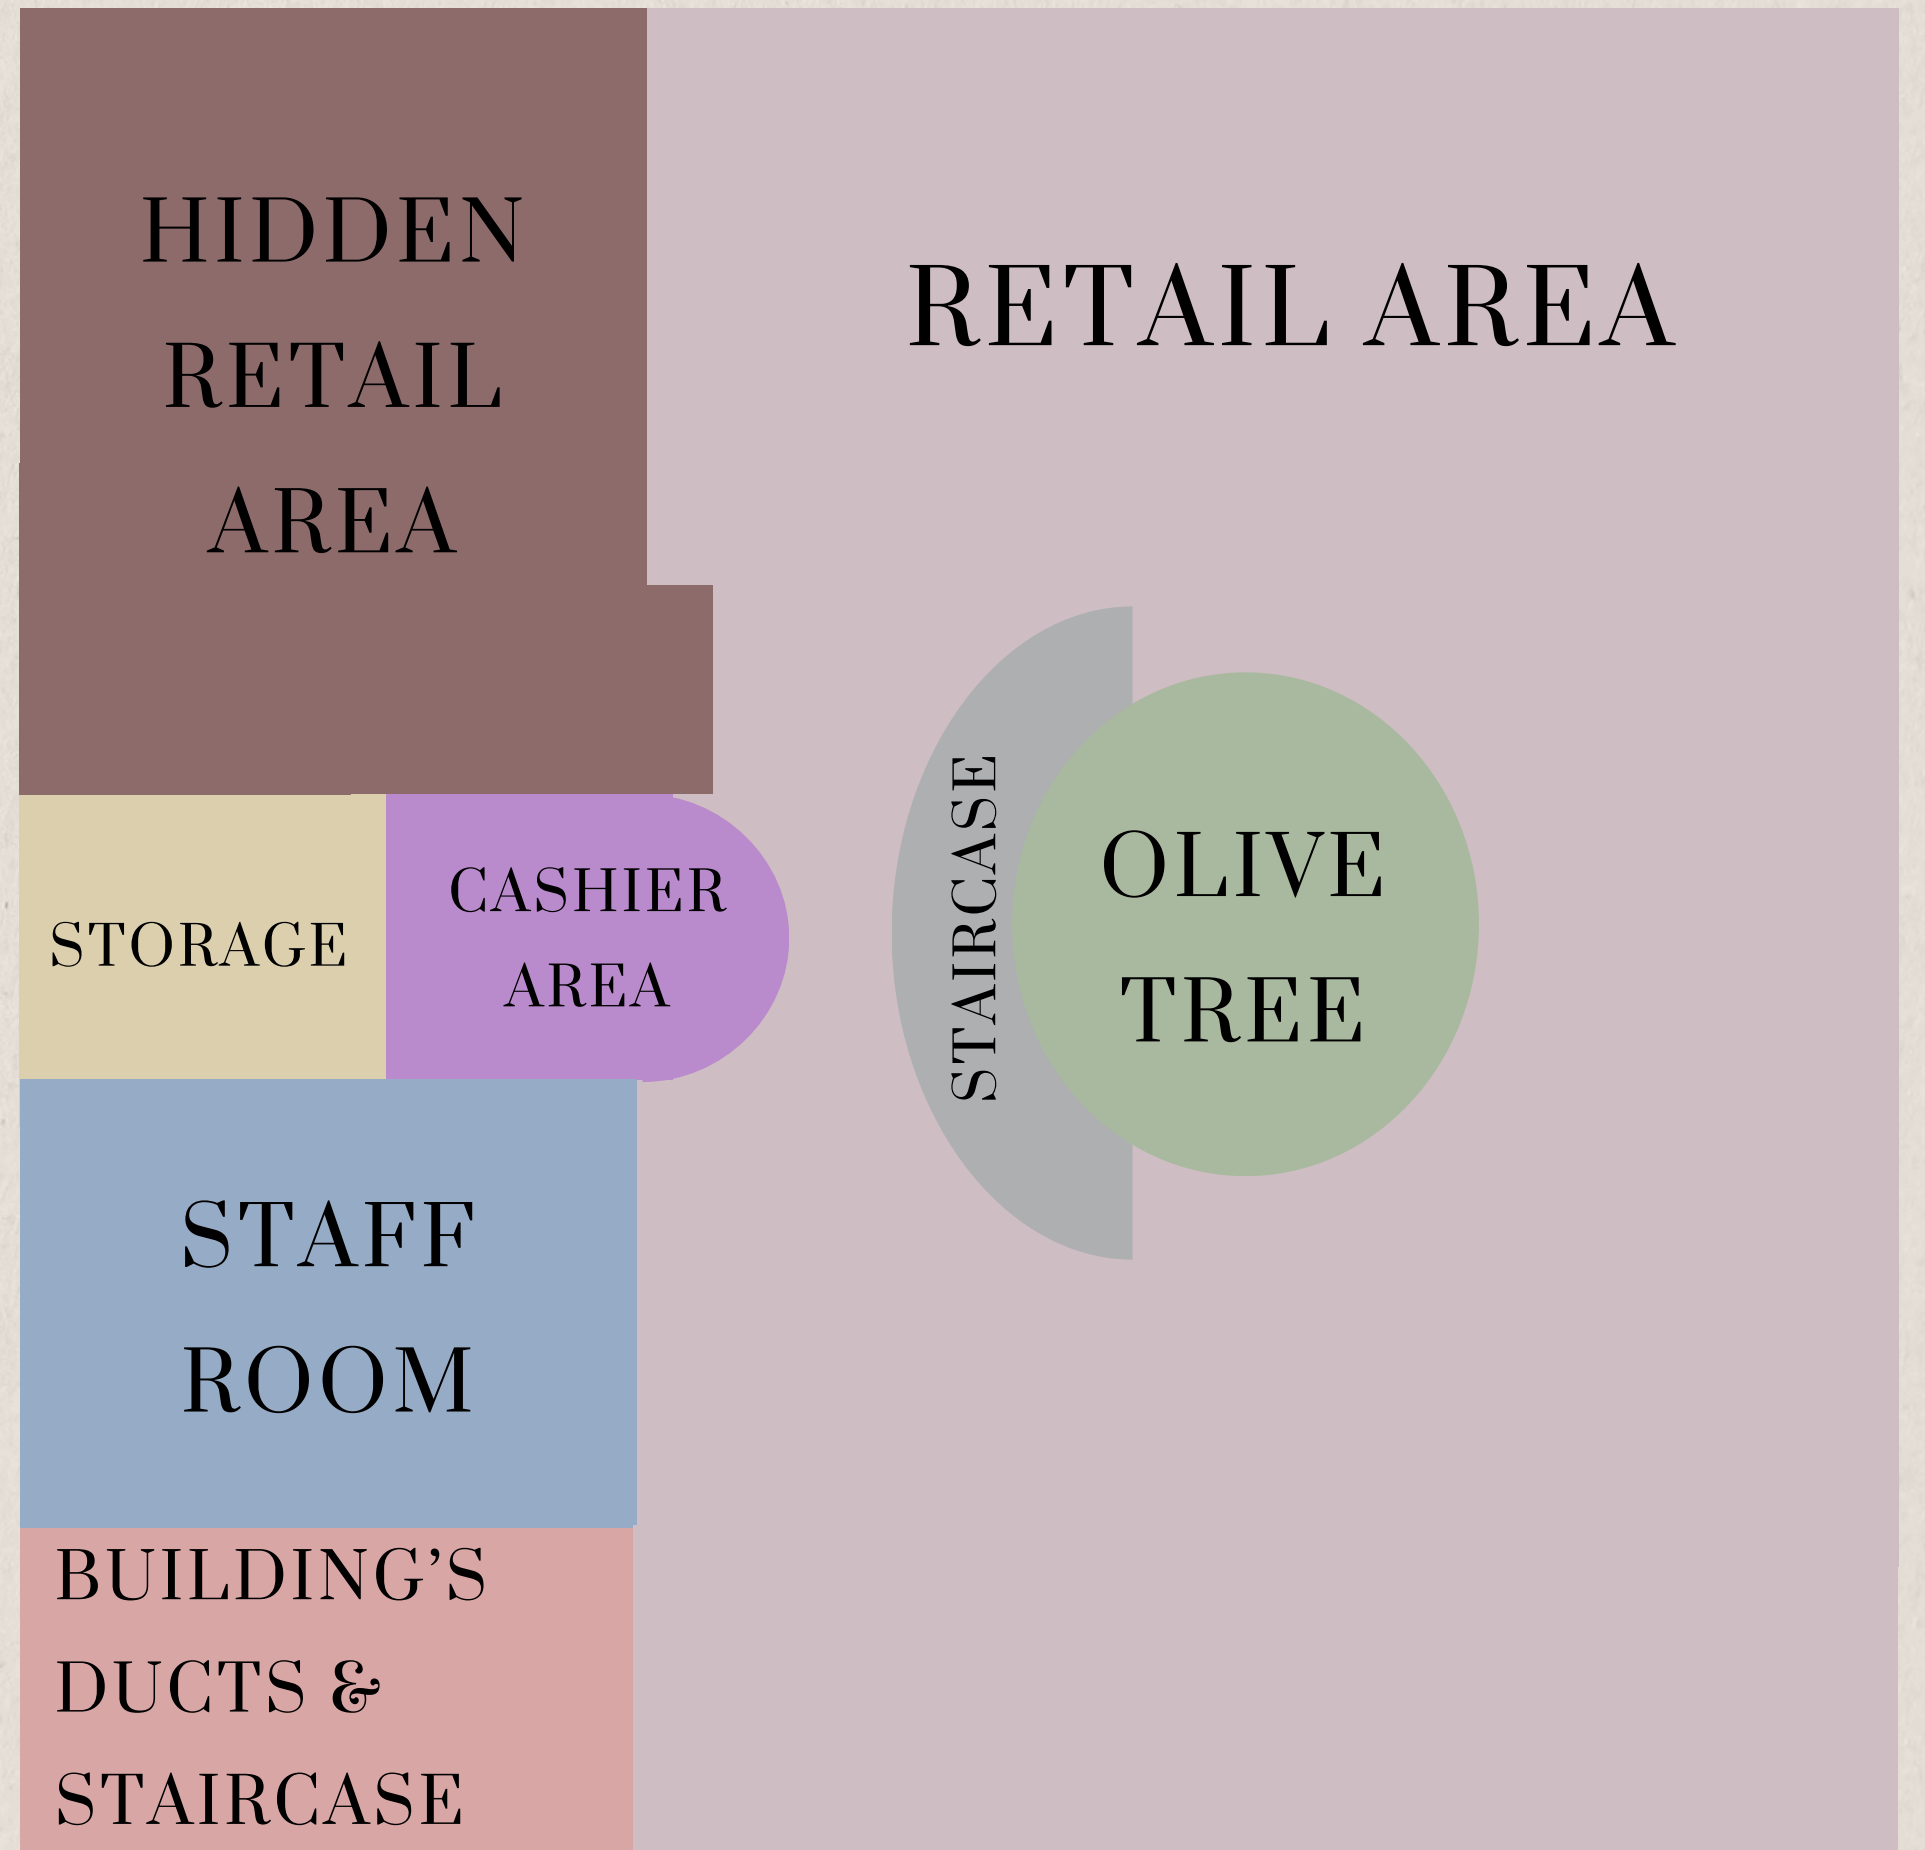 HIDDEN
RETAIL
AREA
RETAIL AREA
STORAGE
CASHIER
AREA
STAIRCASE
OLIVE
TREE
STAFF
ROOM
BUILDING’S
DUCTS &
STAIRCASE